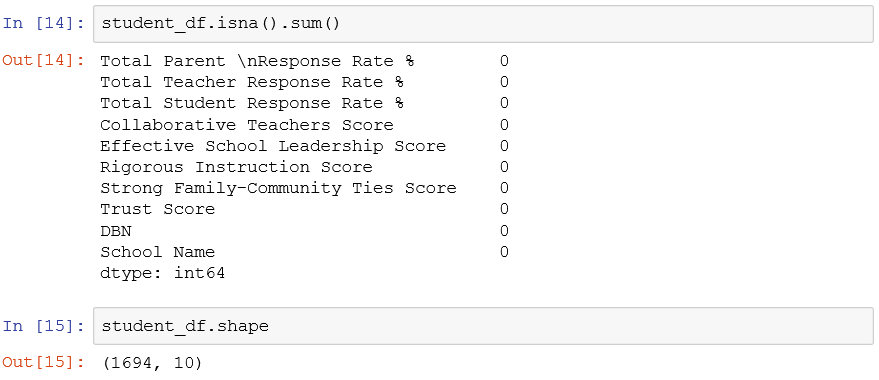 In [14]: student_df.isna().sum()
Out[14]: Total Parent \nResponse Rate % 0
Total Teacher Response Rate % 0
Total Student Response Rate % 0
Collaborative Teachers Score 0
Effective School Leadership Score 0
Rigorous Instruction Score 0
Strong Family-Community Ties Score 0
Trust Score 0
DBN 0
School Name 0
dtype: int64
In [15]: student_df.shape
Out[15]: (1694, 10)